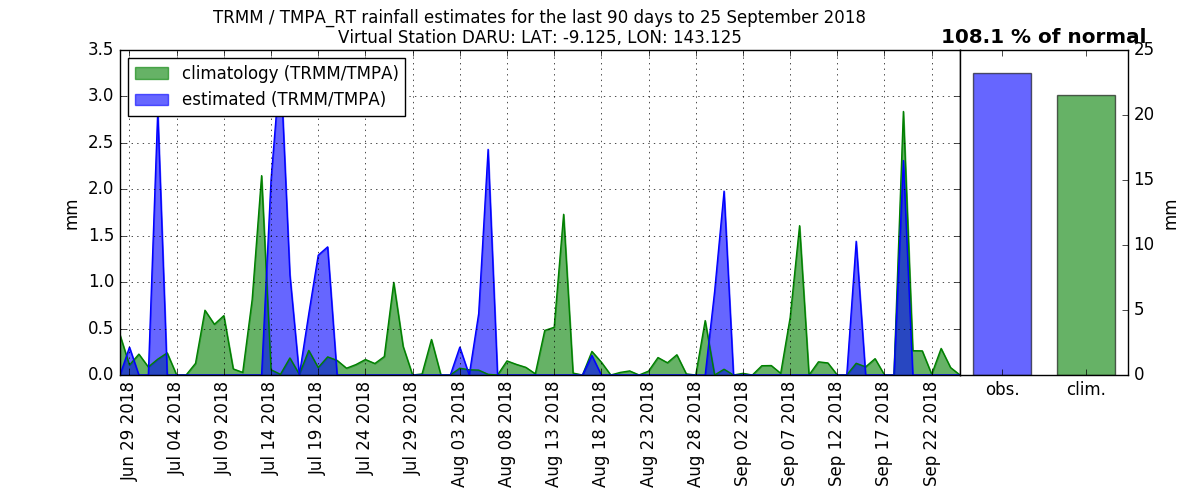 TRMM / TMPA_RT rainfall estimates for the last 90 days to 25 September 2018
Virtual Station DARU: LAT: -9.125, LON: 143.125
108.1 % of normal
climatology (TRMM/TMPA)
estimated (TRMM/TMPA)
3.5
3.0
2.5
2.0
1.5
1.0
0.5
0.0
mm
Jun 29 2018
Jul 04 2018
Jul 09 2018
Jul 14 2018
Jul 19 2018
Jul 24 2018
Jul 29 2018
Aug 03 2018
Aug 08 2018
Aug 13 2018
Aug 18 2018
Aug 23 2018
Aug 28 2018
Sep 02 2018
Sep 07 2018
Sep 12 2018
Sep 17 2018
Sep 22 2018
25
20
15
10
5
0
mm
obs.
clim.